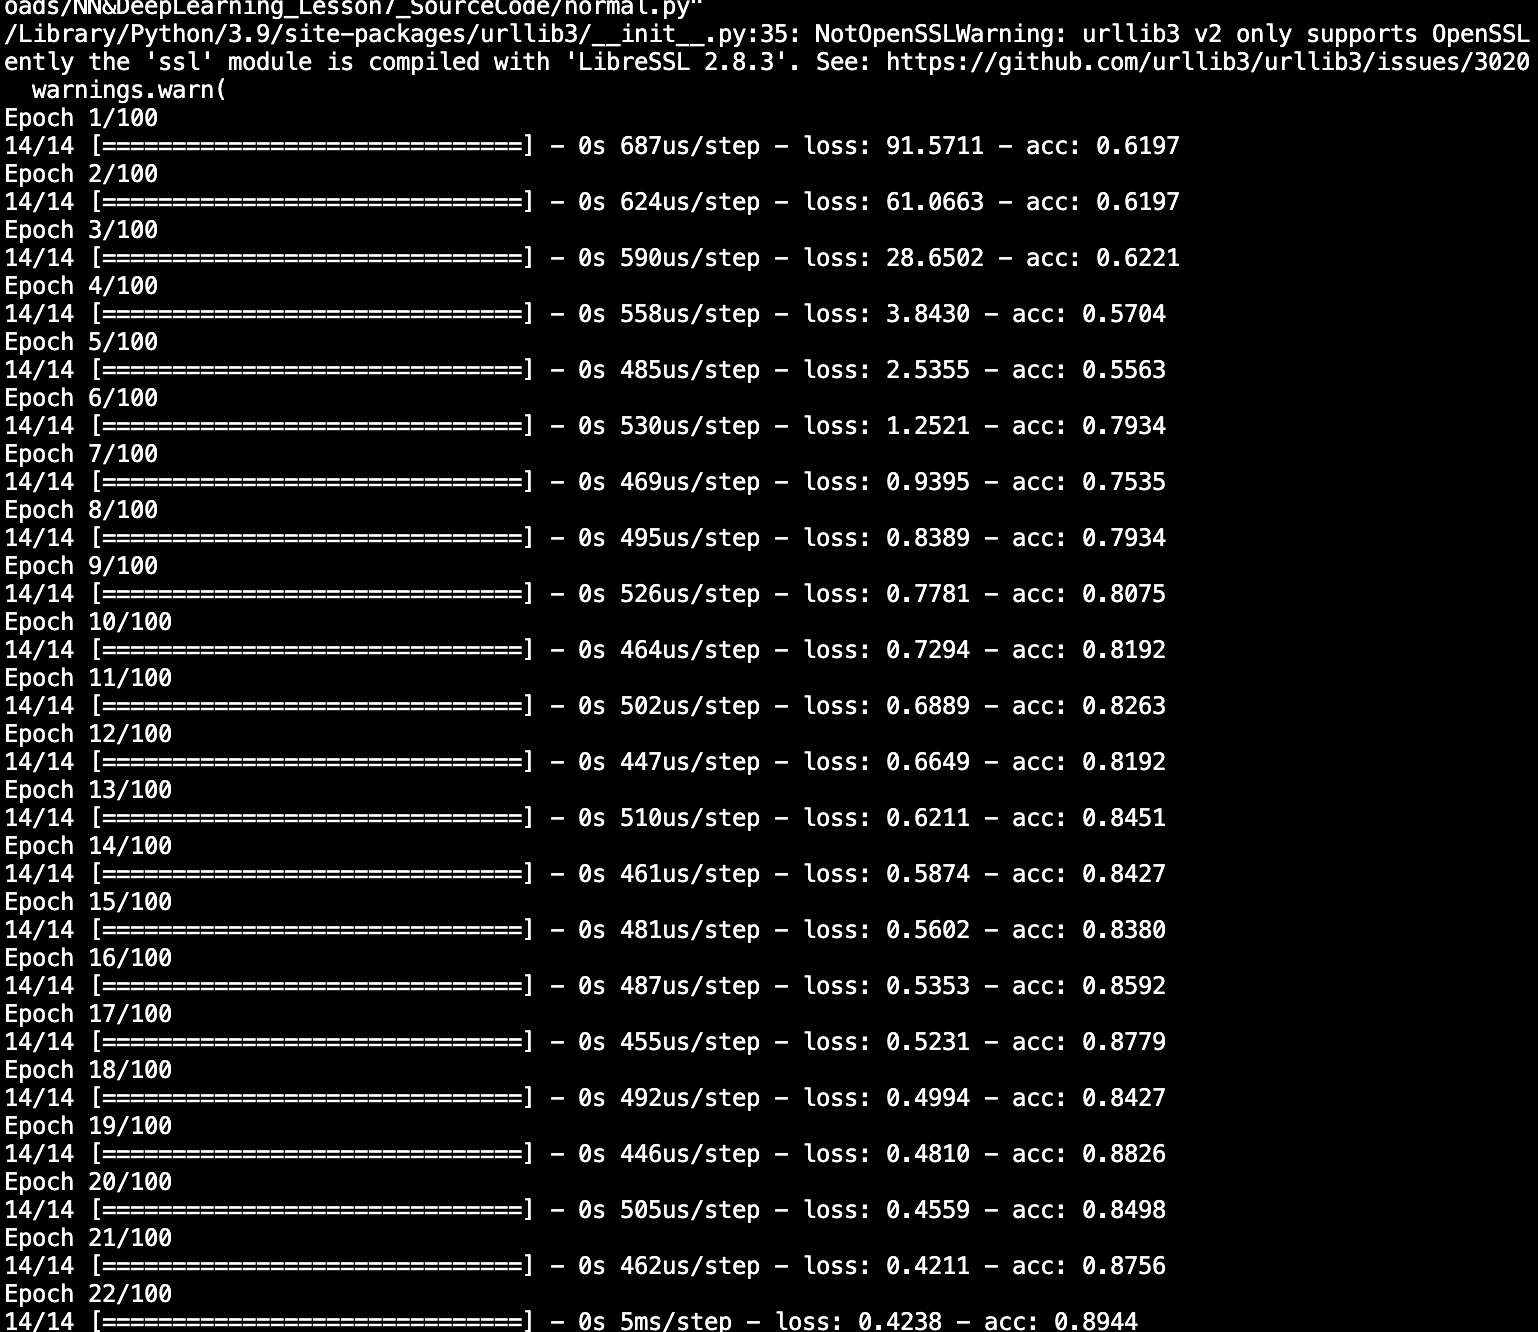 oads/NN&DeepLearning_Lesson7_SourceCode/normal.py"
/Library/Python/3.9/site-packages/urllib3/__init__.py:35: NotOpenSSLWarning: urllib3 v2 only supports OpenSSL
ently the 'ssl' module is compiled with 'LibreSSL 2.8.3'. See: https://github.com/urllib3/urllib3/issues/3020
  warnings.warn(
Epoch 1/100
14/14 [==============================] - 0s 687us/step - loss: 91.5711 - acc: 0.6197
Epoch 2/100
14/14 [==============================] - 0s 624us/step - loss: 61.0663 - acc: 0.6197
Epoch 3/100
14/14 [==============================] - 0s 590us/step - loss: 28.6502 - acc: 0.6221
Epoch 4/100
14/14 [==============================] - 0s 558us/step - loss: 3.8430 - acc: 0.5704
Epoch 5/100
14/14 [==============================] - 0s 485us/step - loss: 2.5355 - acc: 0.5563
Epoch 6/100
14/14 [==============================] - 0s 530us/step - loss: 1.2521 - acc: 0.7934
Epoch 7/100
14/14 [==============================] - 0s 469us/step - loss: 0.9395 - acc: 0.7535
Epoch 8/100
14/14 [==============================] - 0s 495us/step - loss: 0.8389 - acc: 0.7934
Epoch 9/100
14/14 [==============================] - 0s 526us/step - loss: 0.7781 - acc: 0.8075
Epoch 10/100
14/14 [==============================] - 0s 464us/step - loss: 0.7294 - acc: 0.8192
Epoch 11/100
14/14 [==============================] - 0s 502us/step - loss: 0.6889 - acc: 0.8263
Epoch 12/100
14/14 [==============================] - 0s 447us/step - loss: 0.6649 - acc: 0.8192
Epoch 13/100
14/14 [==============================] - 0s 510us/step - loss: 0.6211 - acc: 0.8451
Epoch 14/100
14/14 [==============================] - 0s 461us/step - loss: 0.5874 - acc: 0.8427
Epoch 15/100
14/14 [==============================] - 0s 481us/step - loss: 0.5602 - acc: 0.8380
Epoch 16/100
14/14 [==============================] - 0s 487us/step - loss: 0.5353 - acc: 0.8592
Epoch 17/100
14/14 [==============================] - 0s 455us/step - loss: 0.5231 - acc: 0.8779
Epoch 18/100
14/14 [==============================] - 0s 492us/step - loss: 0.4994 - acc: 0.8427
Epoch 19/100
14/14 [==============================] - 0s 446us/step - loss: 0.4810 - acc: 0.8826
Epoch 20/100
14/14 [==============================] - 0s 505us/step - loss: 0.4559 - acc: 0.8498
Epoch 21/100
14/14 [==============================] - 0s 462us/step - loss: 0.4211 - acc: 0.8756
Epoch 22/100
14/14 [==============================] - 0s 5ms/step - loss: 0.4238 - acc: 0.8944